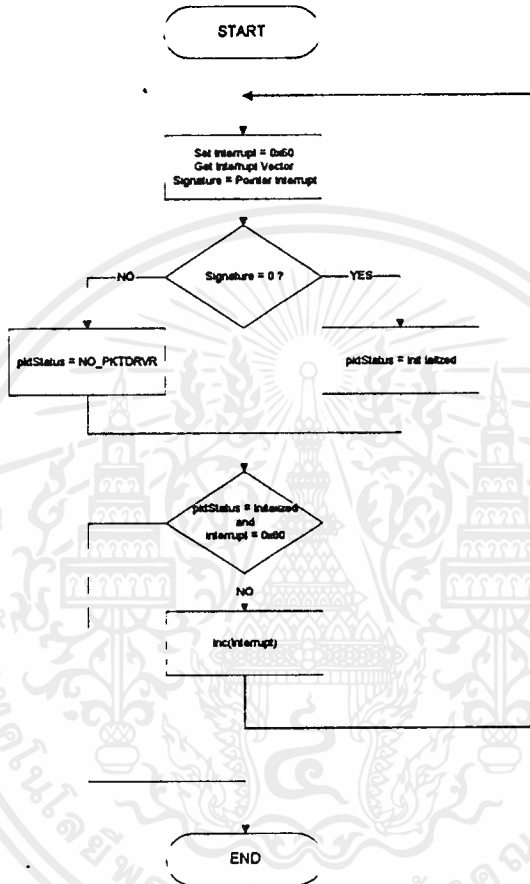 START
Set Interrupt = 0x60
Get Interrupt Vector
Signature = Pointer Interrupt
NO
Signature = 0 ?
YES
pktStatus = NO_PKTDRVR
pktStatus = Initialized
pktStatus = Initialized
and
interrupt = 0x80
NO
Inc(Interrupt)
END